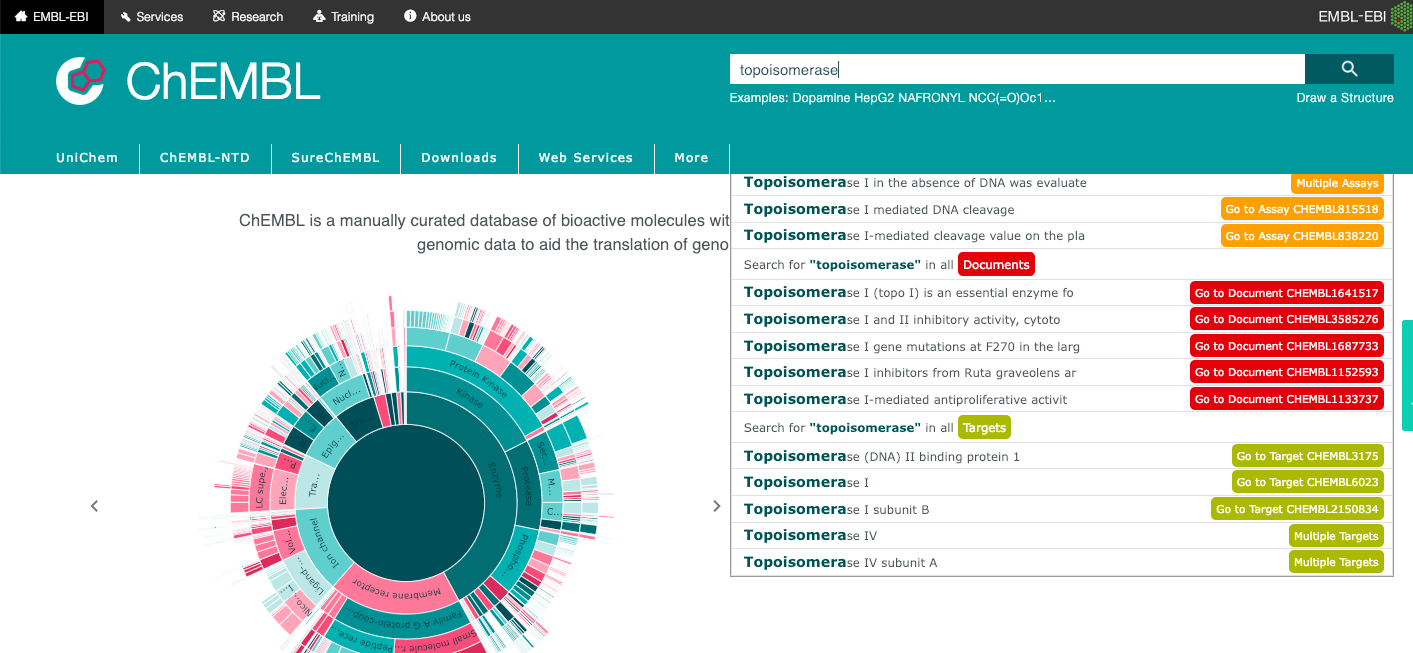 EMBL-EBI Services Research Training About us EMBL-EBI
ChEMBL
topoisomerase
Examples: Dopamine HepG2 NAFRONYL NCC(=O)Oc1... Draw a Structure
UniChem ChEMBL-NTD SureChEMBL Downloads Web Services More
ChEMBL is a manually curated database of bioactive molecules wit
genomic data to aid the translation of geno
Topoisomerase I in the absence of DNA was evaluate Multiple Assays
Topoisomerase I mediated DNA cleavage Go to Assay CHEMBL815518
Topoisomerase I-mediated cleavage value on the pla Go to Assay CHEMBL838220
Search for "topoisomerase" in all Documents
Topoisomerase I (topo I) is an essential enzyme fo Go to Document CHEMBL1641517
Topoisomerase I and II inhibitory activity, cytoto Go to Document CHEMBL3585276
Topoisomerase I gene mutations at F270 in the larg Go to Document CHEMBL1687733
Topoisomerase I inhibitors from Ruta graveolens ar Go to Document CHEMBL1152593
Topoisomerase I-mediated antiproliferative activit Go to Document CHEMBL1133737
Search for "topoisomerase" in all Targets
Topoisomerase (DNA) II binding protein 1 Go to Target CHEMBL3175
Topoisomerase I Go to Target CHEMBL6023
Topoisomerase I subunit B Go to Target CHEMBL2150834
Topoisomerase IV Multiple Targets
Topoisomerase IV subunit A Multiple Targets
Protein Kinase
Kinase
Enzyme
Protease
Ser...
M...
C...
Phospho...
Membrane receptor
Family A G protein-coup...
Peptide rece...
Small molecule r...
Ion channel
Ligand-...
Nico...
I...
Vol...
Tra...
Elec...
LC supe...
P...
Epig...
E...
Nucl...
N...
Tra...